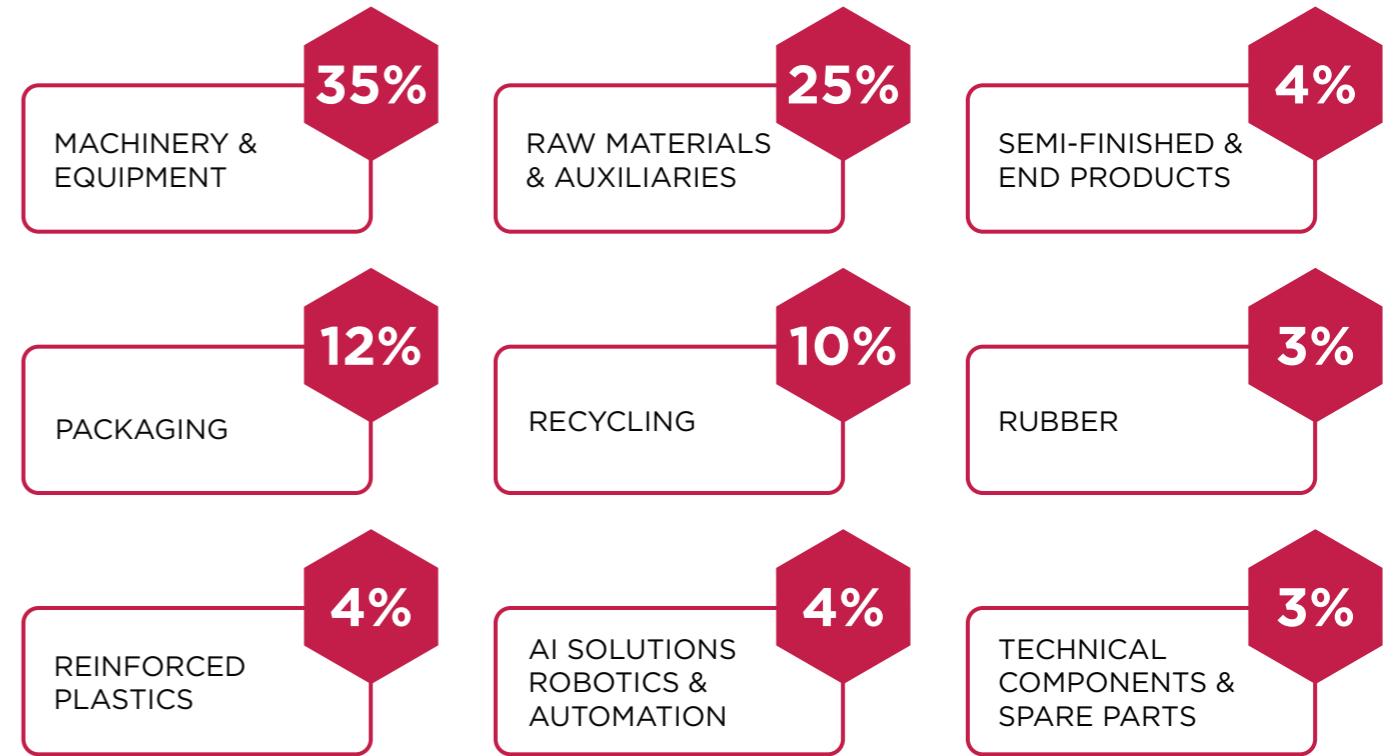 35%
MACHINERY &
EQUIPMENT
25%
RAW MATERIALS
& AUXILIARIES
4%
SEMI-FINISHED &
END PRODUCTS
12%
PACKAGING
10%
RECYCLING
3%
RUBBER
4%
REINFORCED
PLASTICS
4%
AI SOLUTIONS
ROBOTICS &
AUTOMATION
3%
TECHNICAL
COMPONENTS &
SPARE PARTS